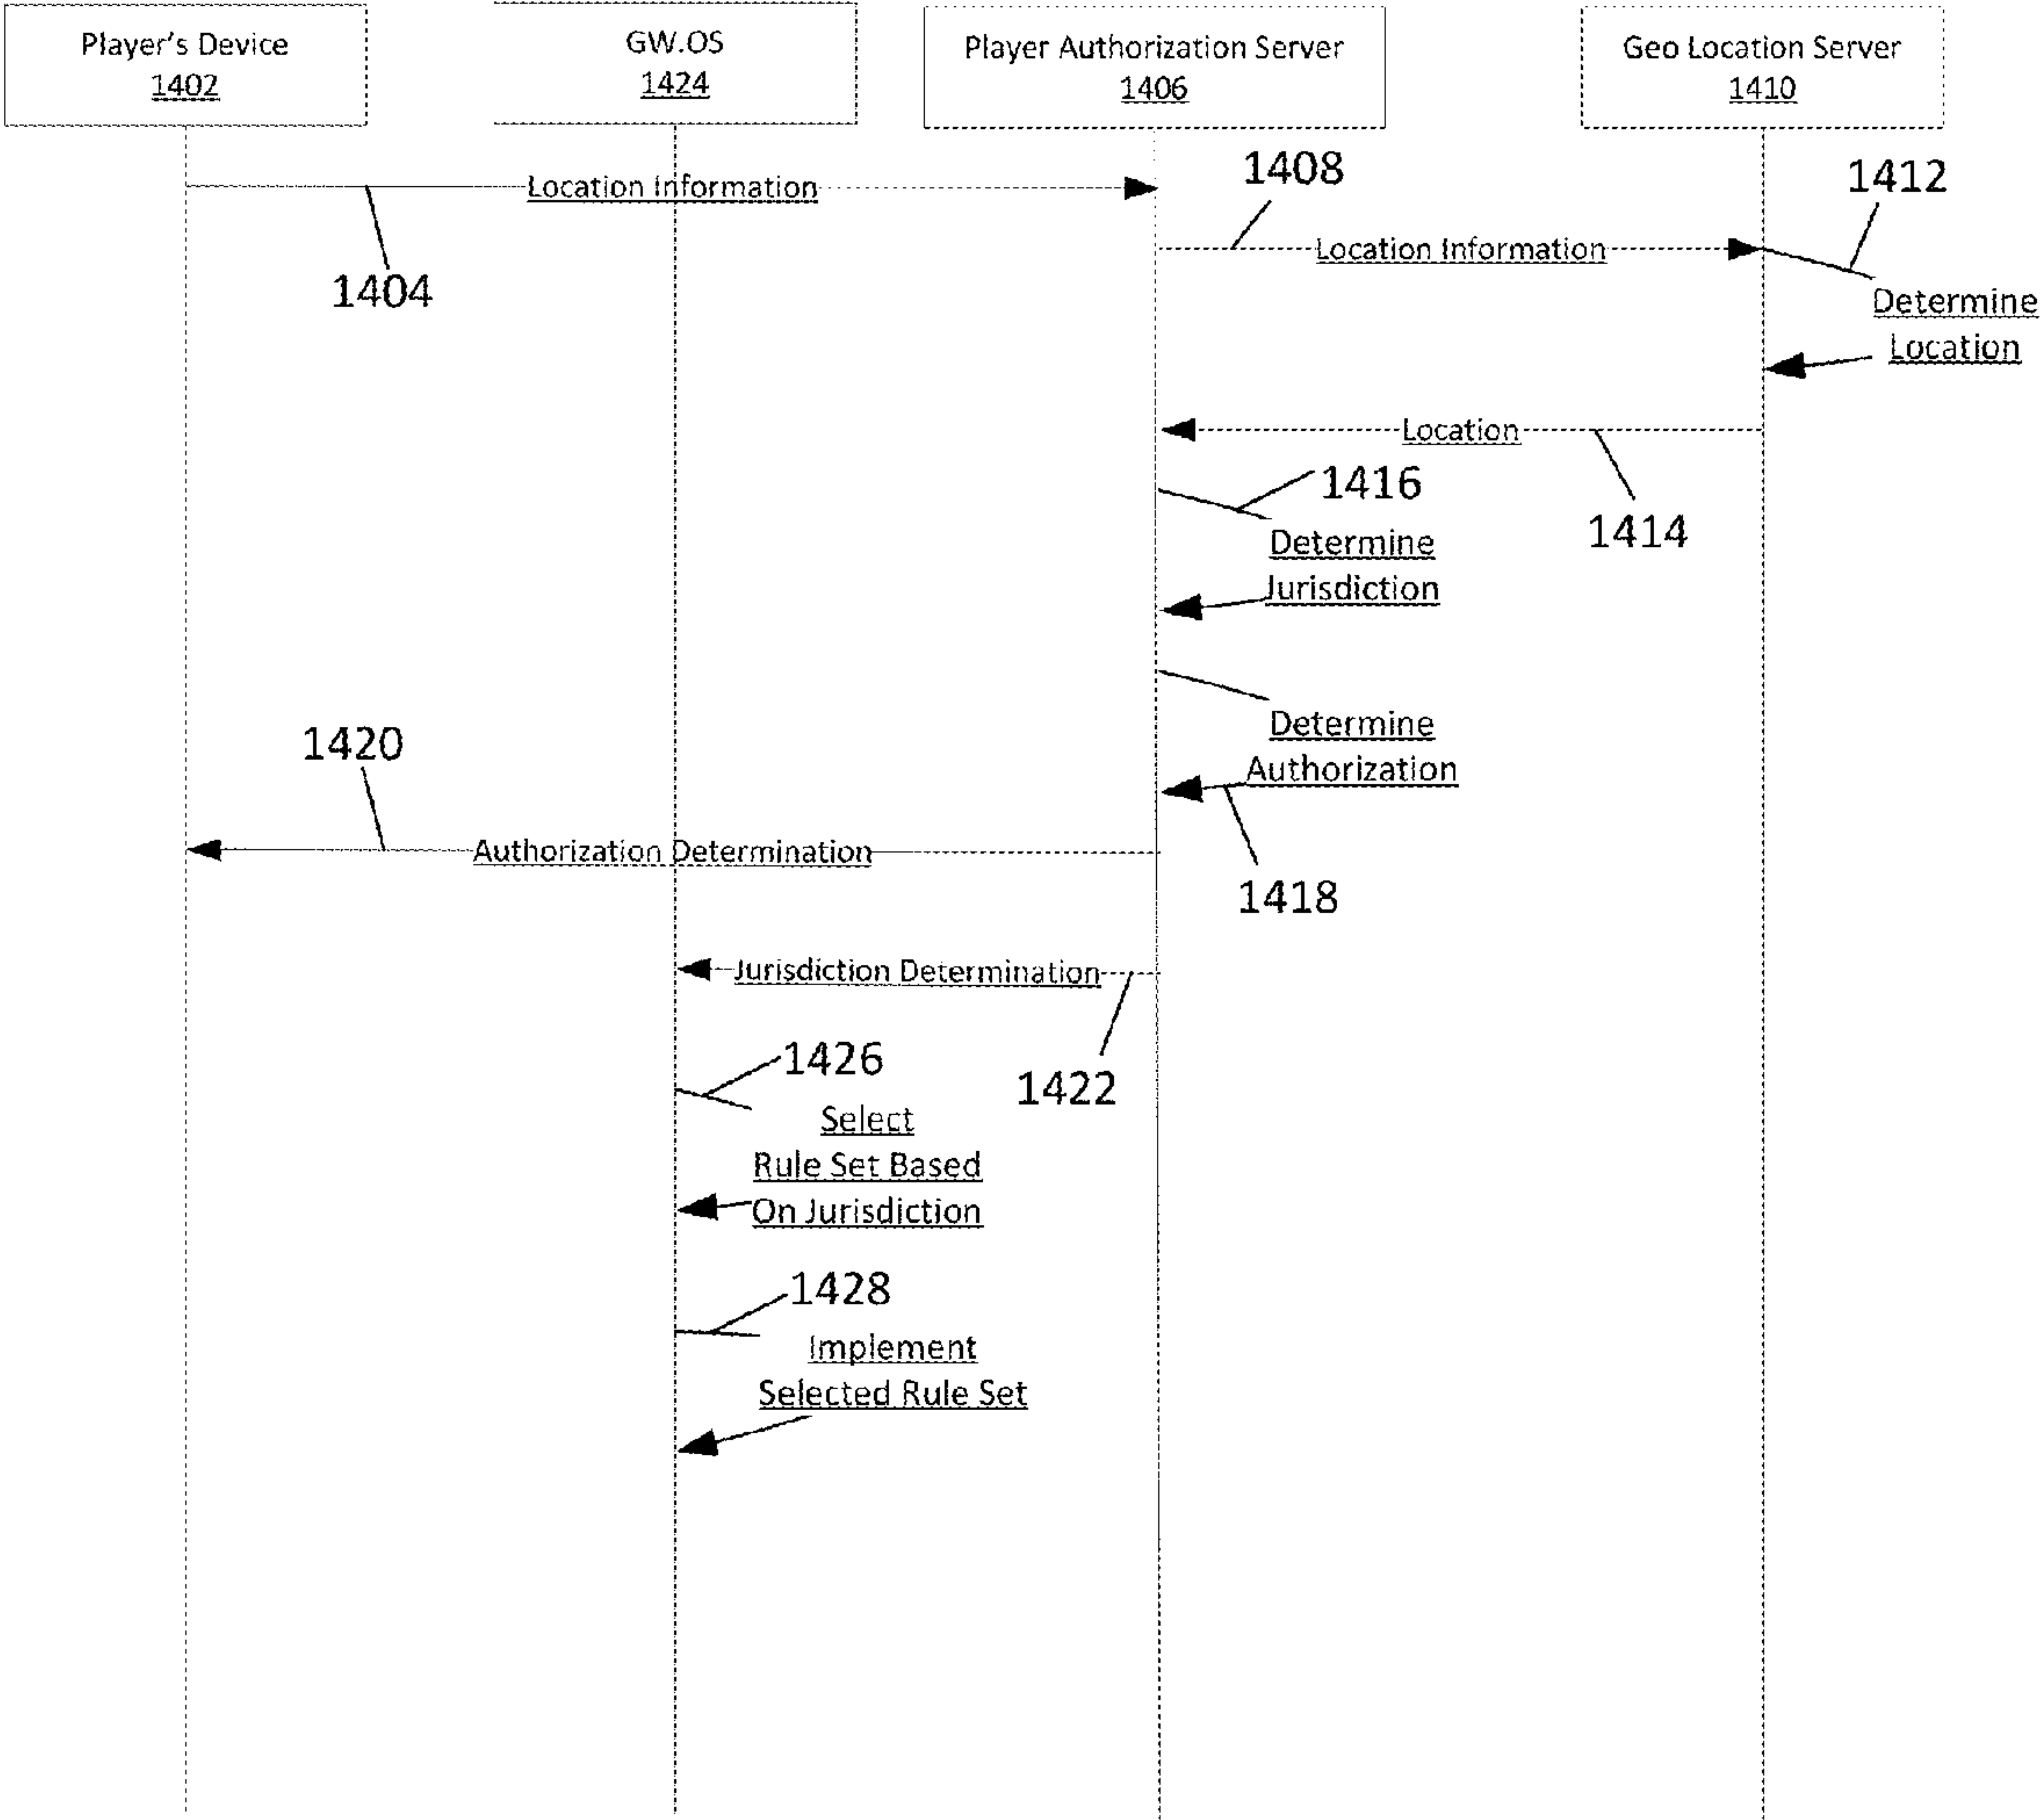 Player's Device
1402
GW.OS
1424
Player Authorization Server
1406
Geo Location Server
1410
Location Information
1404
1408
Location Information
1412
Determine
Location
Location
1414
1416
Determine
Jurisdiction
Determine
Authorization
1418
1420
Authorization Determination
Jurisdiction Determination
1422
1426
Select
Rule Set Based
On Jurisdiction
1428
Implement
Selected Rule Set